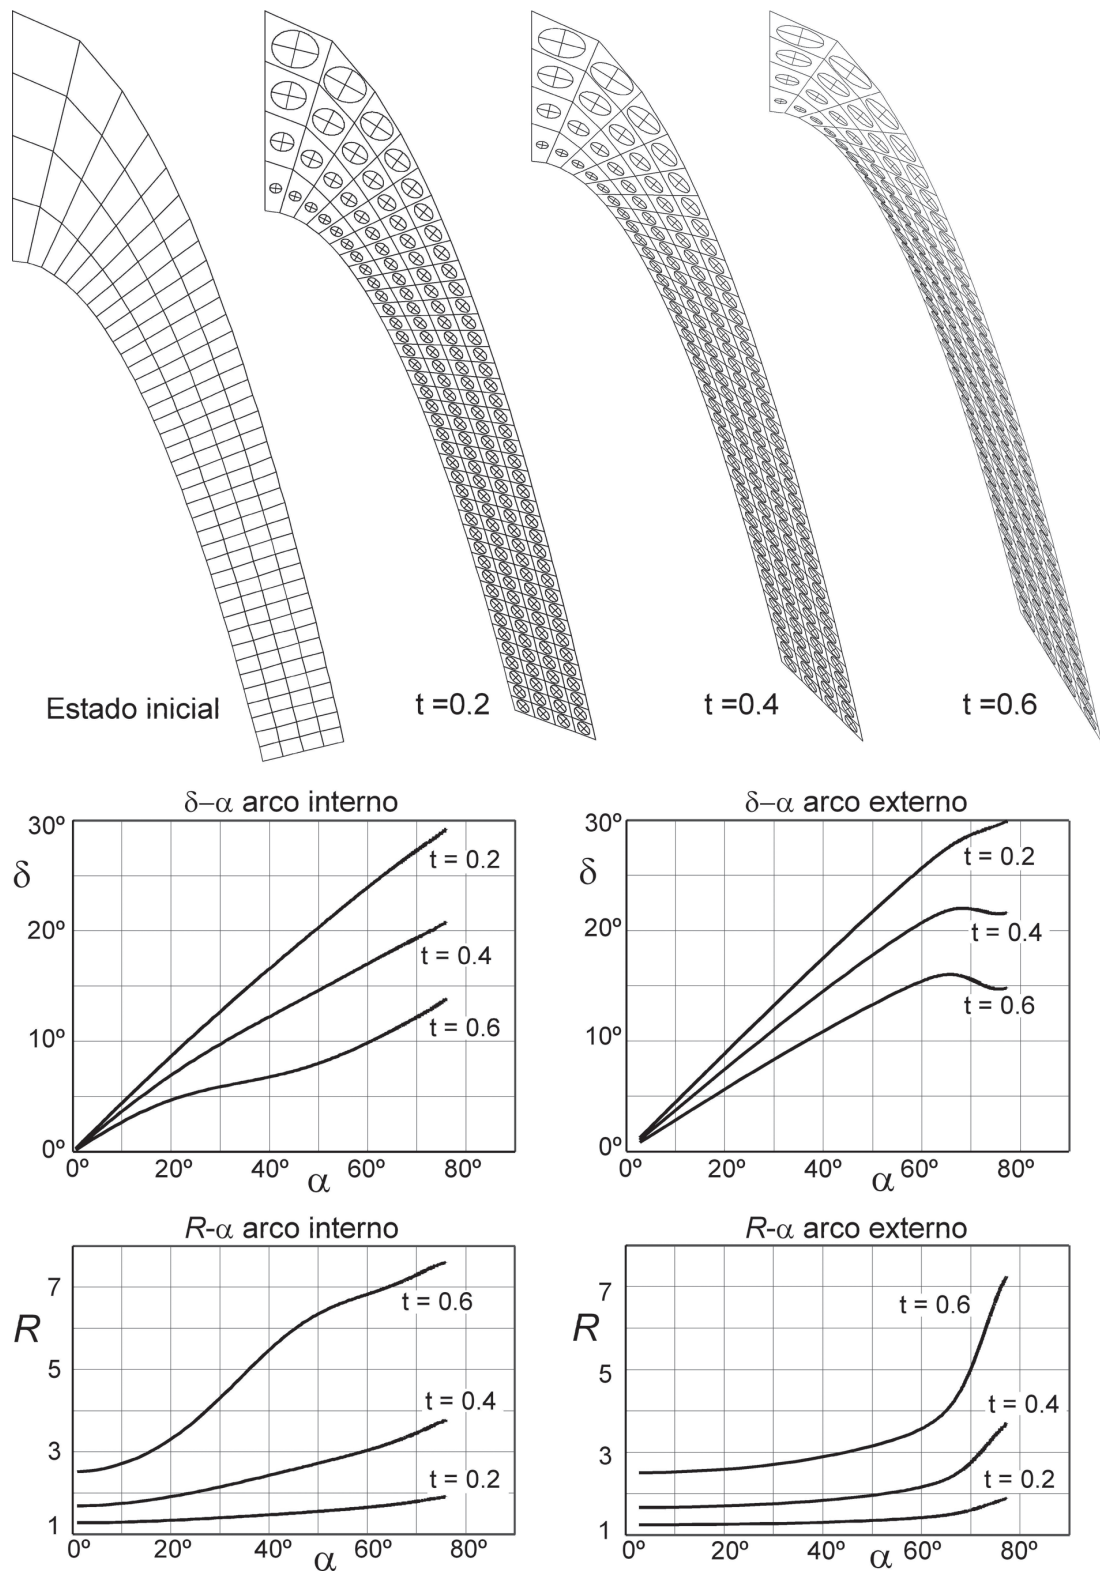 Estado inicial
t =0.2
t =0.4
t =0.6
δ–α arco interno
30º
20º
10º
0º
δ
t = 0.2
t = 0.4
t = 0.6
0º 20º 40º 60º 80º
α
δ–α arco externo
30º
20º
10º
0º
δ
t = 0.2
t = 0.4
t = 0.6
0º 20º 40º 60º 80º
α
R-α arco interno
7
5
3
1
R
t = 0.6
t = 0.4
t = 0.2
0º 20º 40º 60º 80º
α
R-α arco externo
7
5
3
1
R
t = 0.6
t = 0.4
t = 0.2
0º 20º 40º 60º 80º
α